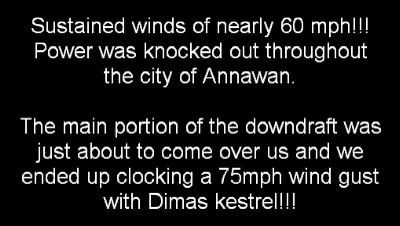 Sustained winds of nearly 60 mph!!!
Power was knocked out throughout
the city of Annawan.
The main portion of the downdraft was
just about to come over us and we
ended up clocking a 75mph wind gust
with Dimas kestrel!!!